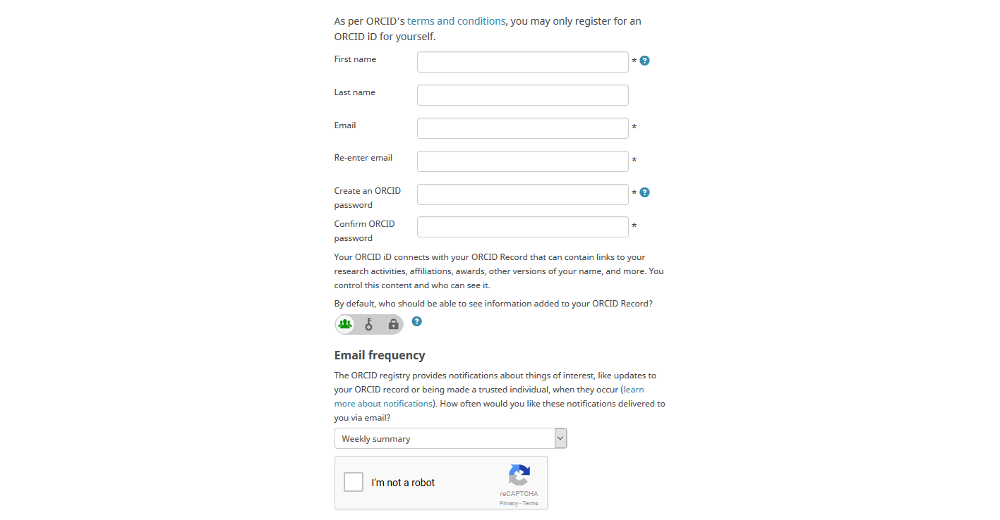 As per ORCID's terms and conditions, you may only register for an
ORCID iD for yourself.
First name * ?
Last name
Email *
Re-enter email *
Create an ORCID * ?
password
Confirm ORCID *
password
Your ORCID iD connects with your ORCID Record that can contain links to your
research activities, affiliations, awards, other versions of your name, and more. You
control this content and who can see it.
By default, who should be able to see information added to your ORCID Record?
?
Email frequency
The ORCID registry provides notifications about things of interest, like updates to
your ORCID record or being made a trusted individual, when they occur (learn
more about notifications). How often would you like these notifications delivered to
you via email?
Weekly summary
I'm not a robot
reCAPTCHA
Privacy - Terms